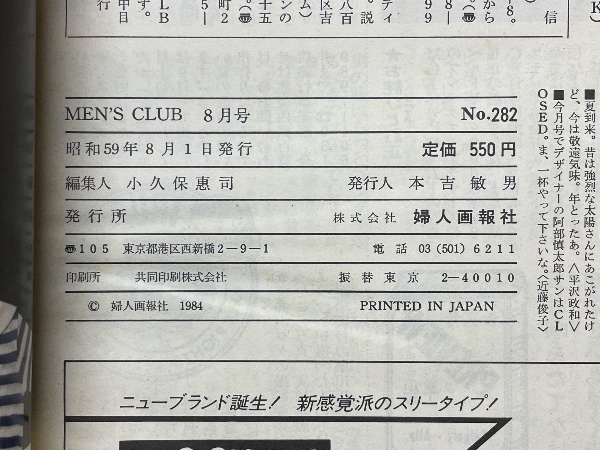 MEN'S CLUB 8月号 No.282
昭和59年8月1日発行 定価 550円
編集人 小久保恵司 発行人 本吉敏男
発行所 株式会社 婦人画報社
〠105 東京都港区西新橋2-9-1 電話 03(501)6211
印刷所 共同印刷株式会社 振替東京 2-40010
© 婦人画報社 1984 PRINTED IN JAPAN
■夏到来。昔は強烈な太陽さんにあこがれたけ
ど、今は敬遠気味。年とったあ。〈平沢政和〉
■今月号でデザイナーの阿部慎太郎サンはCL
OSED。ま、一杯やって下さいな。〈近藤俊子〉
ニューブランド誕生! 新感覚派のスリータイプ!